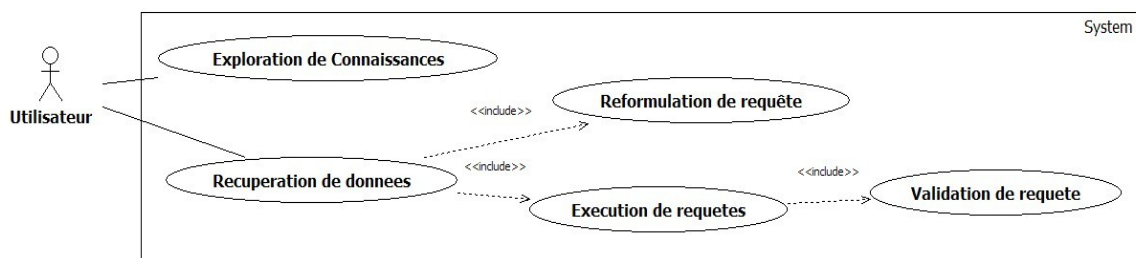 System
Exploration de Connaissances
Utilisateur
Reformulation de requête
<<include>>
Recuperation de donnees
<<include>>
Execution de requetes
<<include>>
Validation de requete